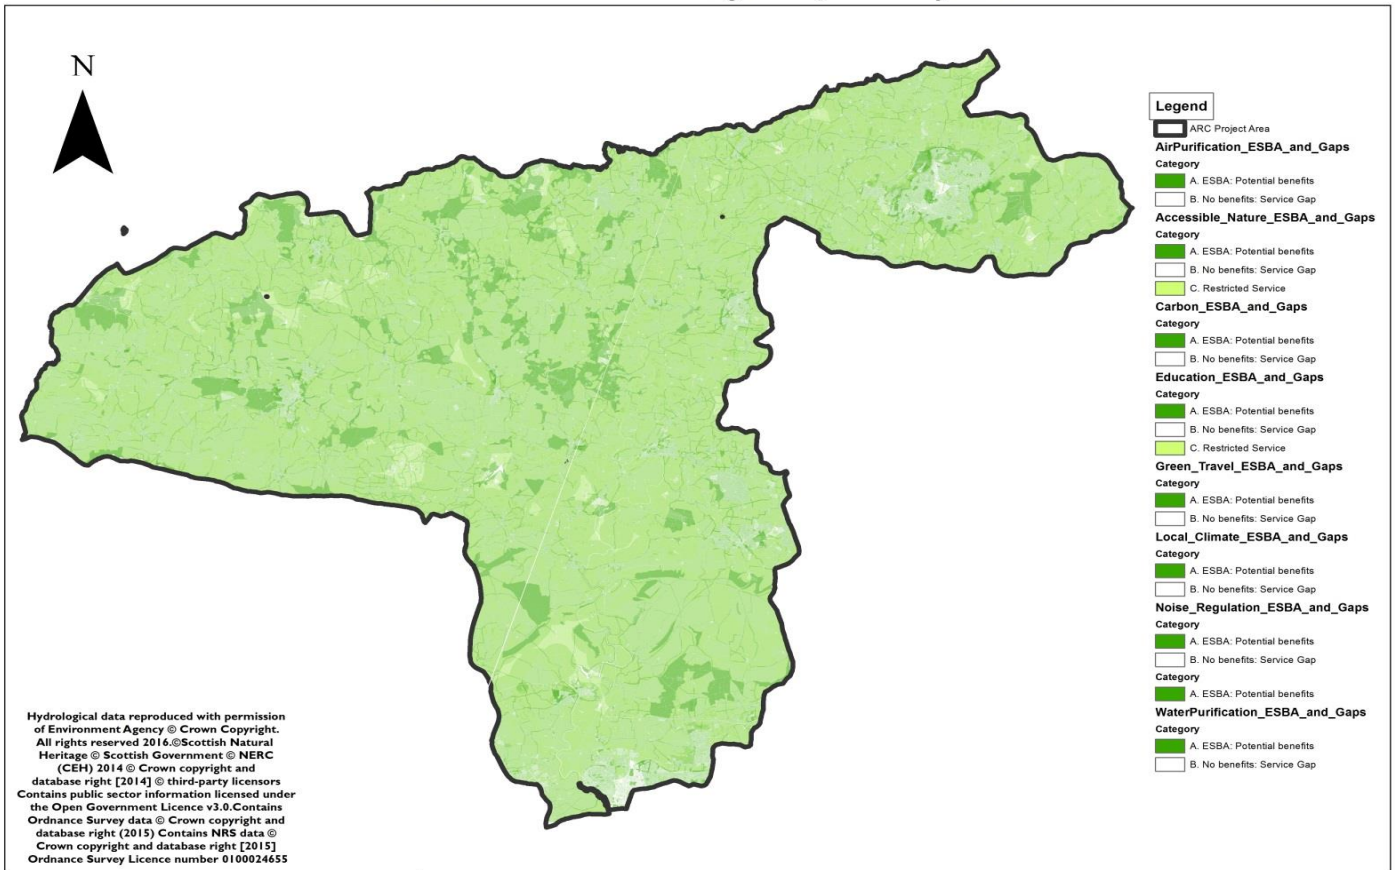 N
Legend
ARC Project Area
AirPurification_ESBA_and_Gaps
Category
A. ESBA: Potential benefits
B. No benefits: Service Gap
Accessible_Nature_ESBA_and_Gaps
Category
A. ESBA: Potential benefits
B. No benefits: Service Gap
C. Restricted Service
Carbon_ESBA_and_Gaps
Category
A. ESBA: Potential benefits
B. No benefits: Service Gap
Education_ESBA_and_Gaps
Category
A. ESBA: Potential benefits
B. No benefits: Service Gap
C. Restricted Service
Green_Travel_ESBA_and_Gaps
Category
A. ESBA: Potential benefits
B. No benefits: Service Gap
Local_Climate_ESBA_and_Gaps
Category
A. ESBA: Potential benefits
B. No benefits: Service Gap
Noise_Regulation_ESBA_and_Gaps
Category
A. ESBA: Potential benefits
B. No benefits: Service Gap
Category
A. ESBA: Potential benefits
WaterPurification_ESBA_and_Gaps
Category
A. ESBA: Potential benefits
B. No benefits: Service Gap
Hydrological data reproduced with permission
of Environment Agency © Crown Copyright.
All rights reserved 2016.©Scottish Natural
Heritage © Scottish Government © NERC
(CEH) 2014 © Crown copyright and
database right [2014] © third-party licensors
Contains public sector information licensed under
the Open Government Licence v3.0.Contains
Ordnance Survey data © Crown copyright and
database right (2015) Contains NRS data ©
Crown copyright and database right [2015]
Ordnance Survey Licence number 0100024655